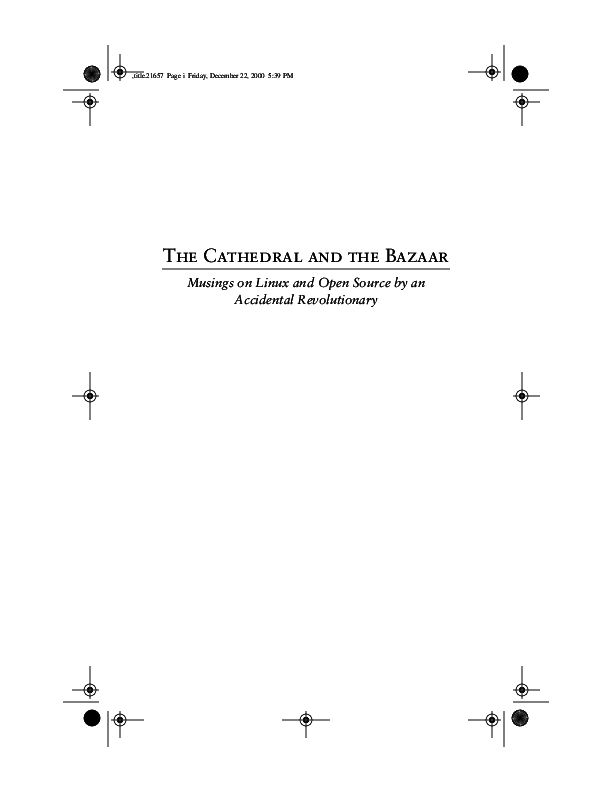 ,title.21657 Page i Friday, December 22, 2000 5:39 PM
The Cathedral and the Bazaar
Musings on Linux and Open Source by an
Accidental Revolutionary